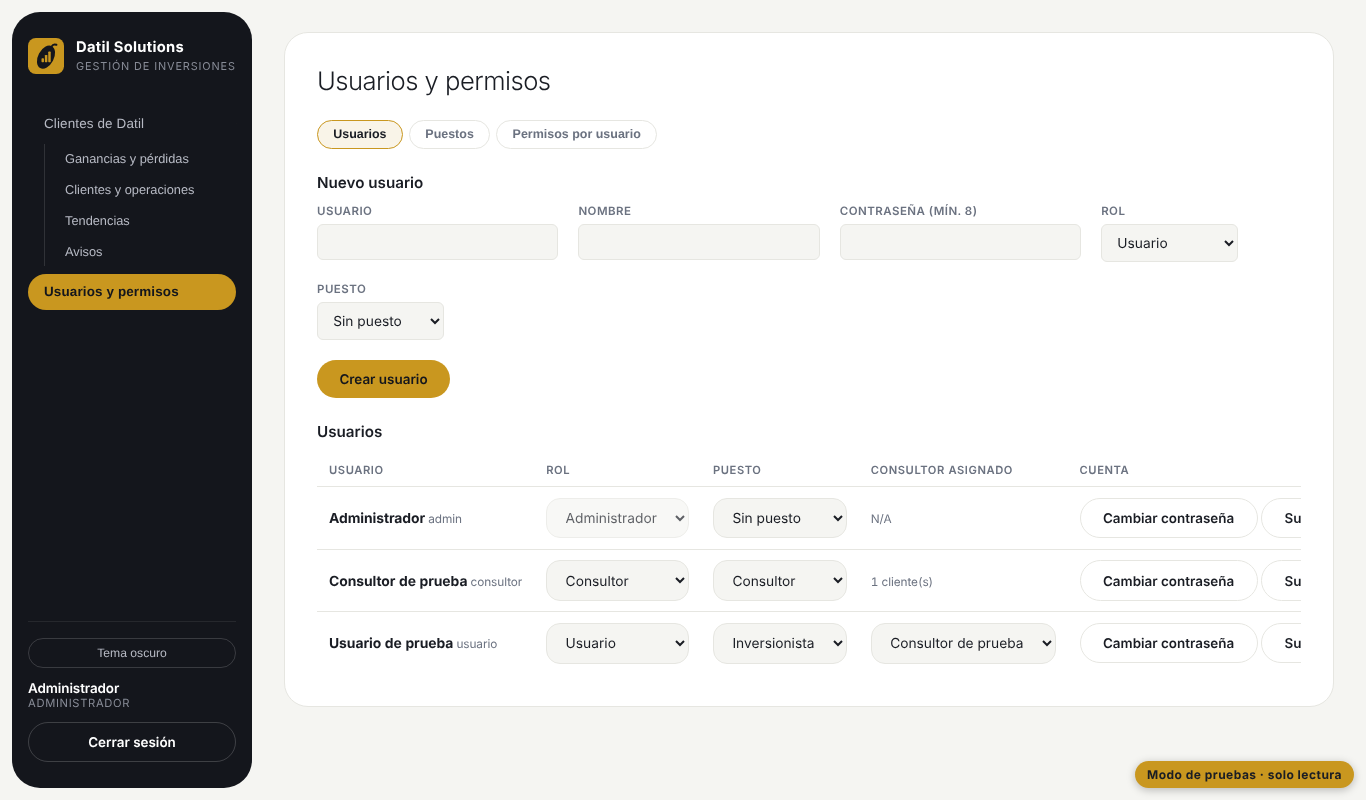 Datil Solutions
GESTIÓN DE INVERSIONES
Clientes de Datil
Ganancias y pérdidas
Clientes y operaciones
Tendencias
Avisos
Usuarios y permisos
Tema oscuro
Administrador
ADMINISTRADOR
Cerrar sesión
Usuarios y permisos
Usuarios Puestos Permisos por usuario
Nuevo usuario
USUARIO NOMBRE CONTRASEÑA (MÍN. 8) ROL
Usuario
PUESTO
Sin puesto
Crear usuario
Usuarios
USUARIO ROL PUESTO CONSULTOR ASIGNADO CUENTA
Administrador admin Administrador Sin puesto N/A Cambiar contraseña Su
Consultor de prueba consultor Consultor Consultor 1 cliente(s) Cambiar contraseña Su
Usuario de prueba usuario Usuario Inversionista Consultor de prueba Cambiar contraseña Su
Modo de pruebas · solo lectura